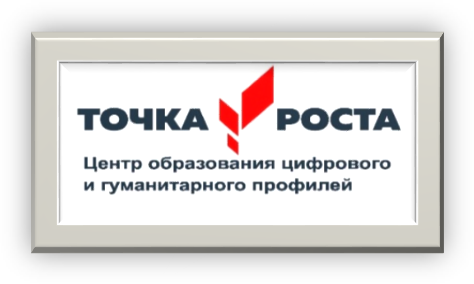 ТОЧКА РОСТА
Центр образования цифрового
и гуманитарного профилей